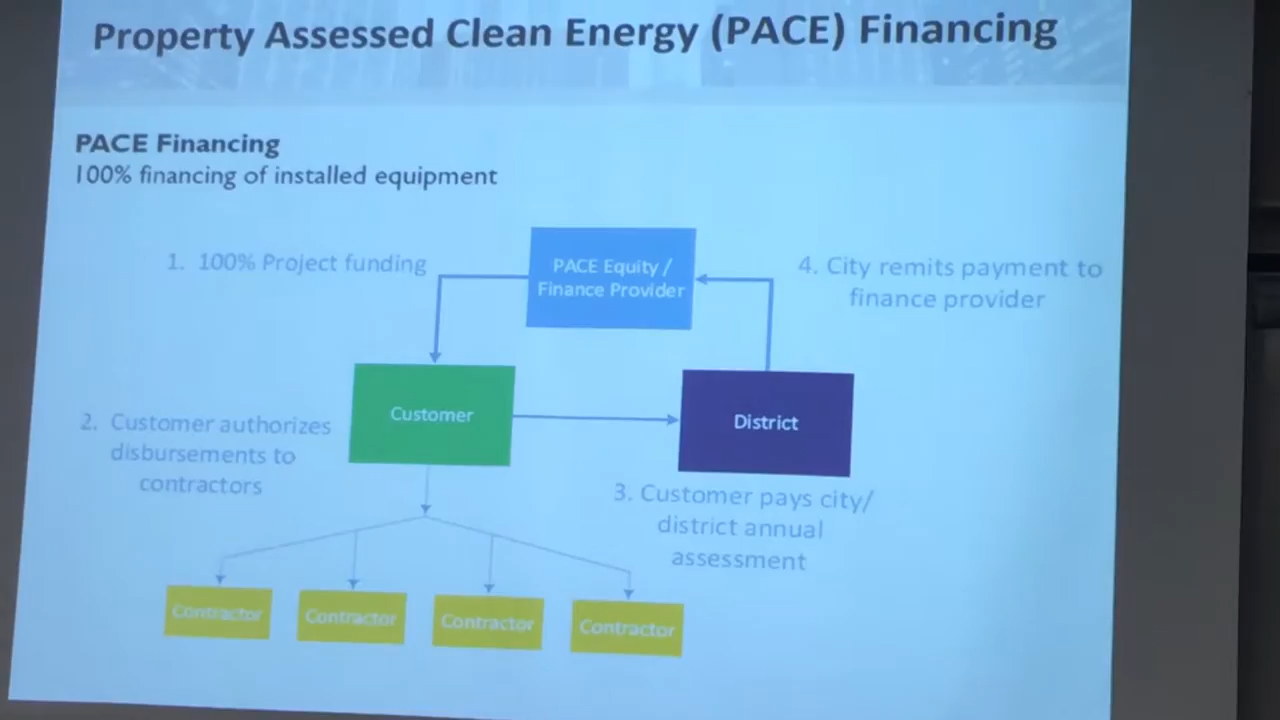 Property Assessed Clean Energy (PACE) Financing
PACE Financing
100% financing of installed equipment
1. 100% Project funding
PACE Equity /
Finance Provider
4. City remits payment to
finance provider
Customer
District
2. Customer authorizes
disbursements to
contractors
3. Customer pays city/
district annual
assessment
Contractor
Contractor
Contractor
Contractor